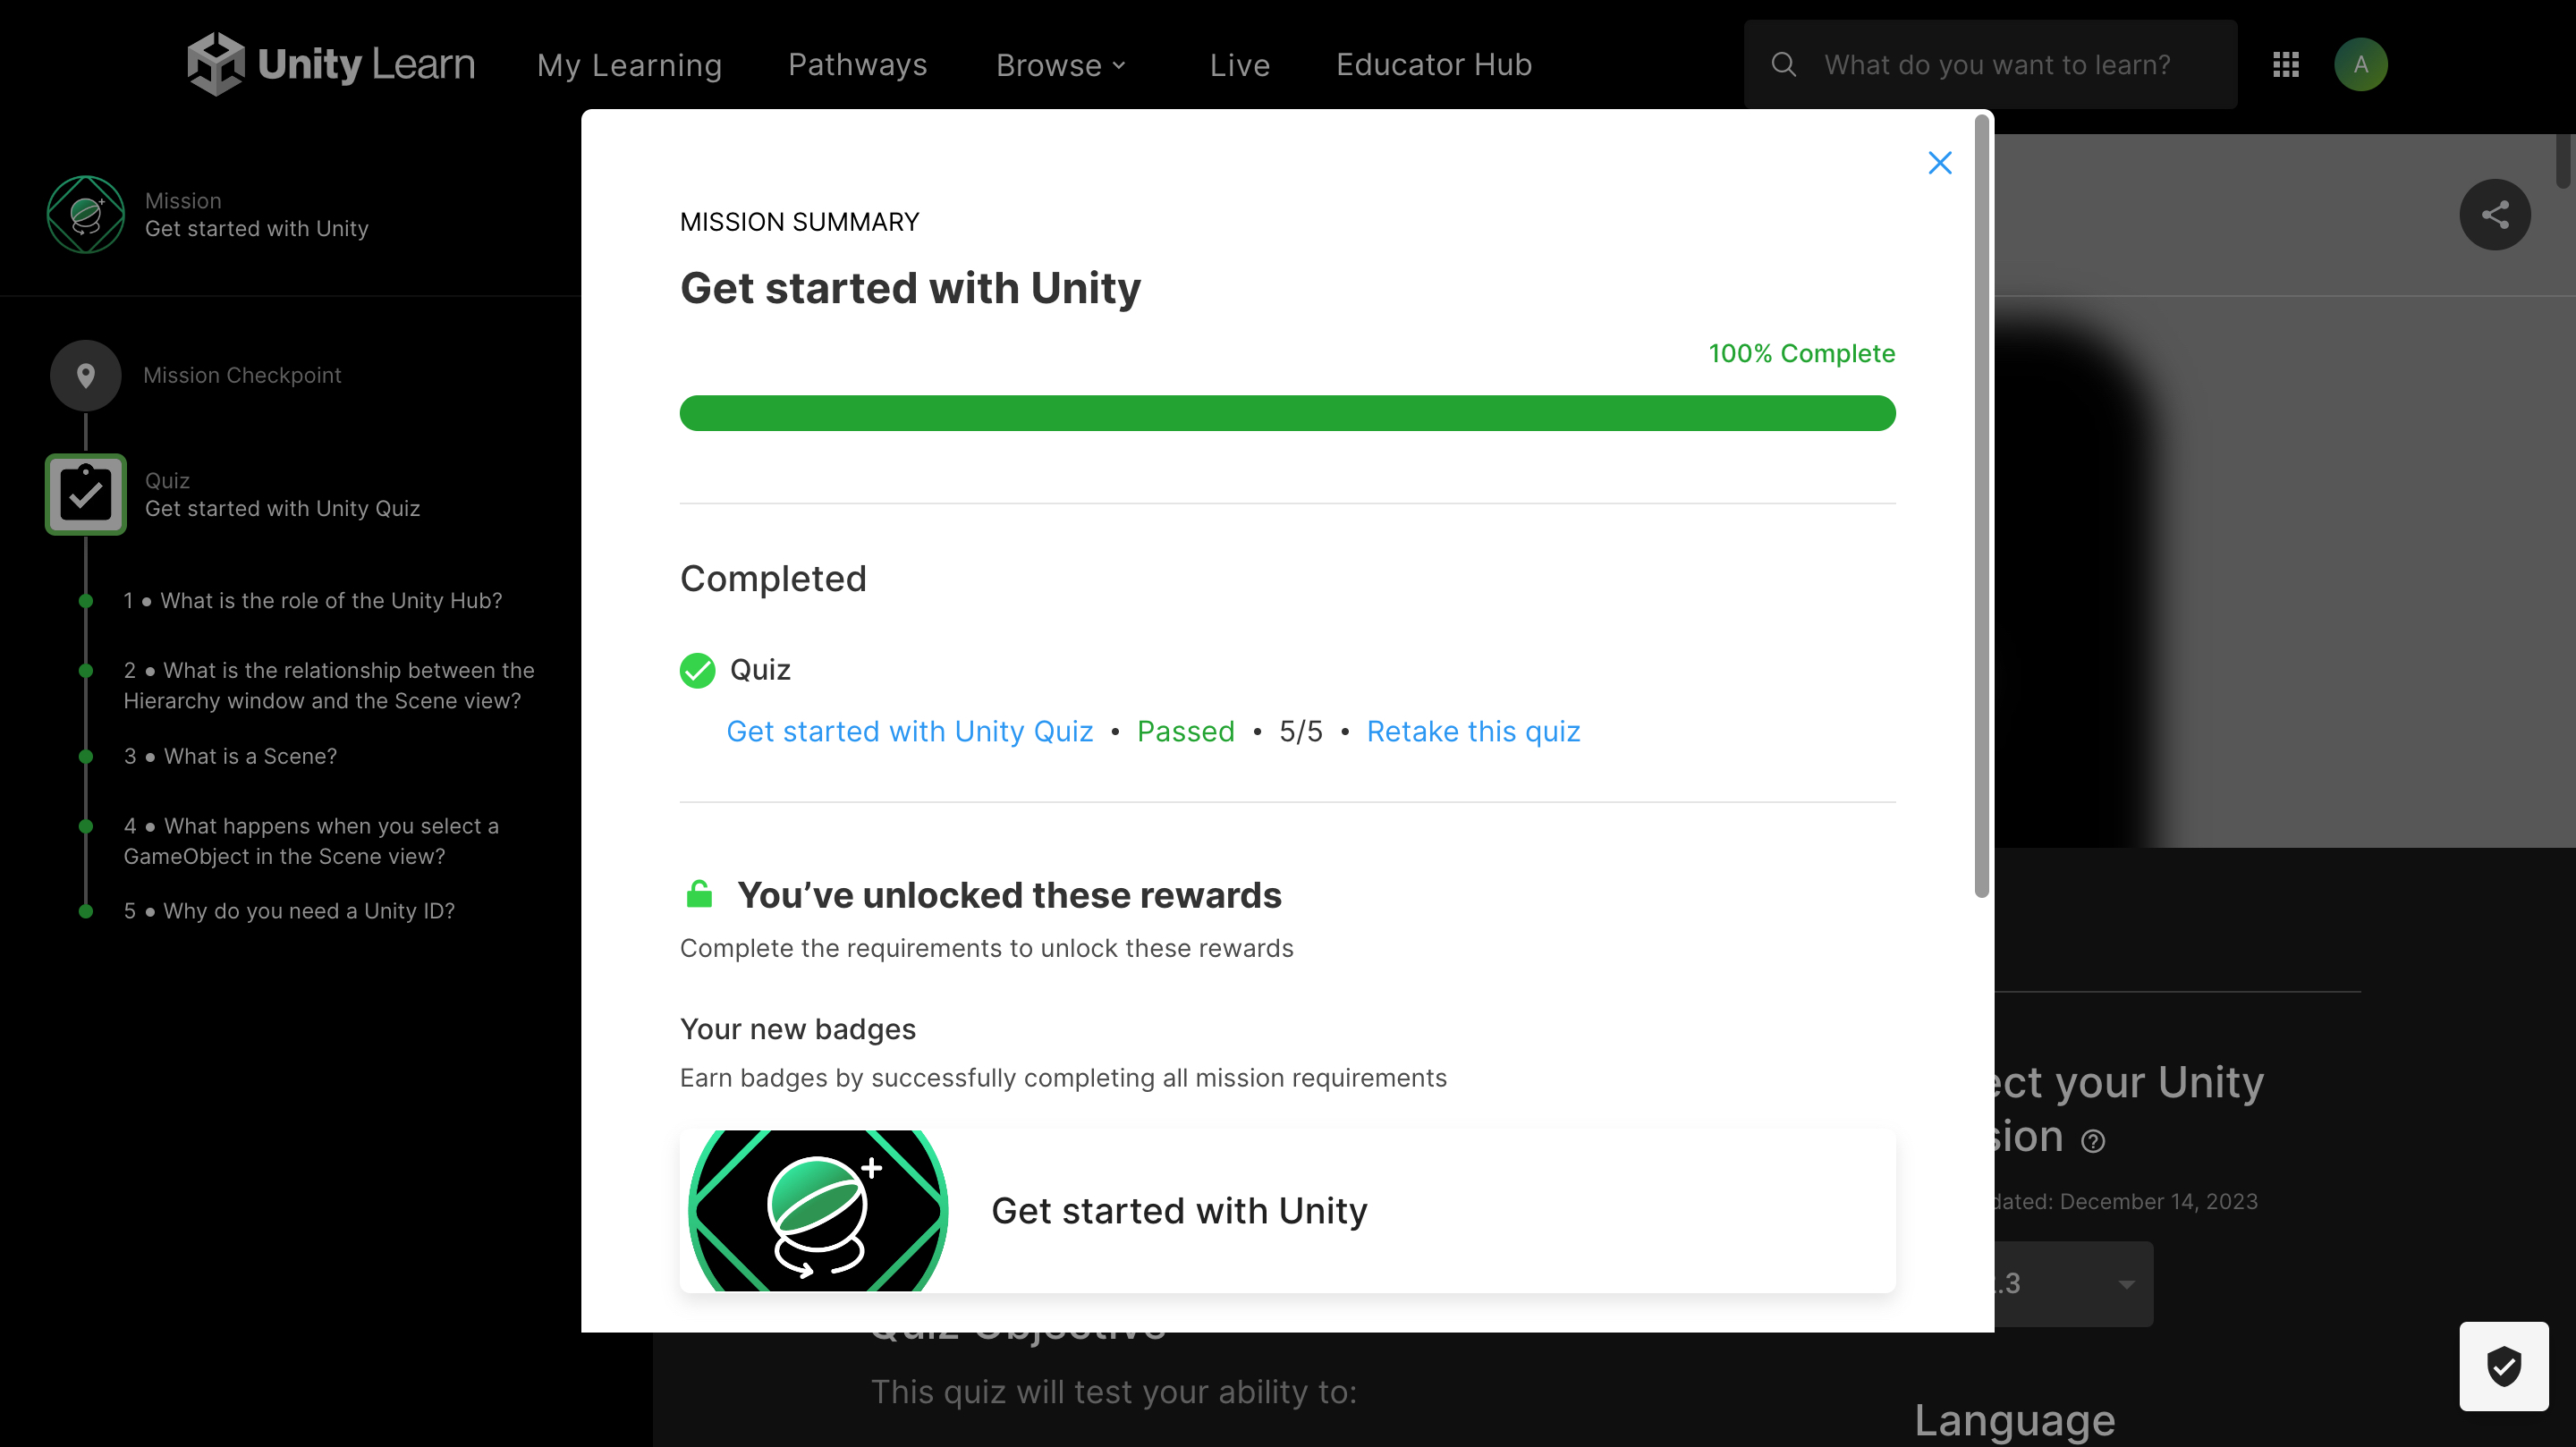 Unity Learn
My Learning
Pathways
Browse
Live
Educator Hub
What do you want to learn?
A
Mission
Get started with Unity
Mission Checkpoint
Quiz
Get started with Unity Quiz
1 • What is the role of the Unity Hub?
2 • What is the relationship between the
Hierarchy window and the Scene view?
3 • What is a Scene?
4 • What happens when you select a
GameObject in the Scene view?
5 • Why do you need a Unity ID?
MISSION SUMMARY
Get started with Unity
100% Complete
Completed
Quiz
Get started with Unity Quiz • Passed • 5/5 • Retake this quiz
You’ve unlocked these rewards
Complete the requirements to unlock these rewards
Your new badges
Earn badges by successfully completing all mission requirements
Get started with Unity
Quiz Objective
This quiz will test your ability to:
ect your Unity
sion
dated: December 14, 2023
.3
Language